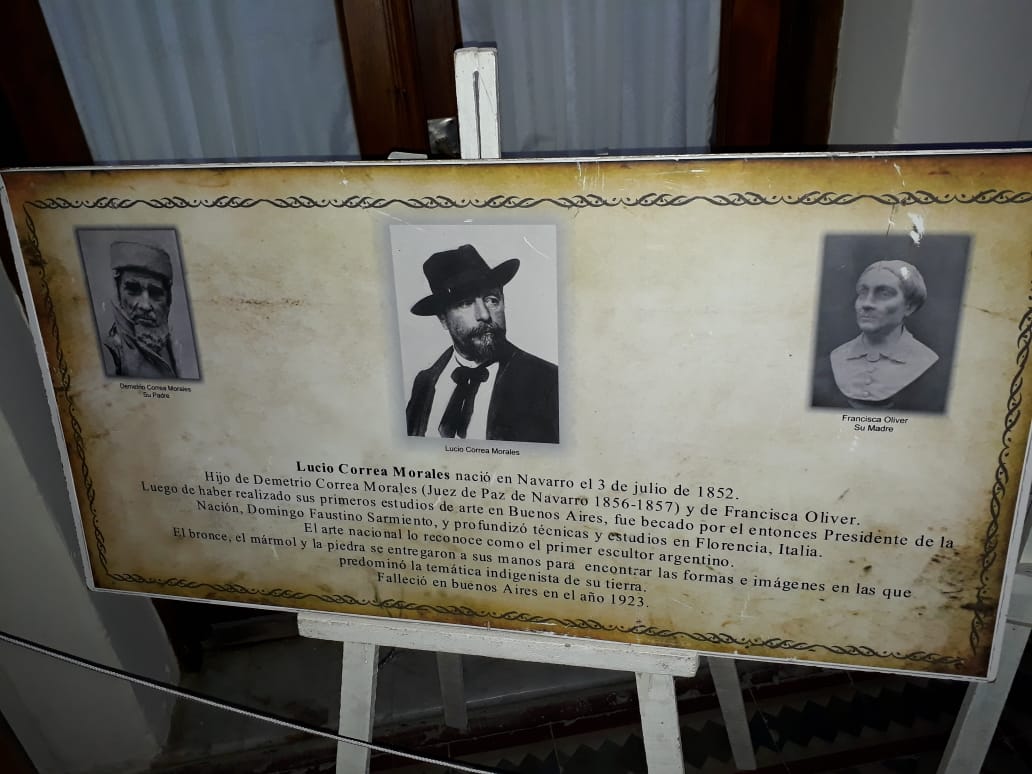 Demetrio Correa Morales
Su Padre
Lucio Correa Morales
Francisca Oliver
Su Madre
Lucio Correa Morales nació en Navarro el 3 de julio de 1852.
Hijo de Demetrio Correa Morales (Juez de Paz de Navarro 1856-1857) y de Francisca Oliver.
Luego de haber realizado sus primeros estudios de arte en Buenos Aires, fue becado por el entonces Presidente de la
Nación, Domingo Faustino Sarmiento, y profundizó técnicas y estudios en Florencia, Italia.
El arte nacional lo reconoce como el primer escultor argentino.
El bronce, el mármol y la piedra se entregaron a sus manos para encontrar las formas e imágenes en las que
predominó la temática indigenista de su tierra.
Falleció en buenos Aires en el año 1923.